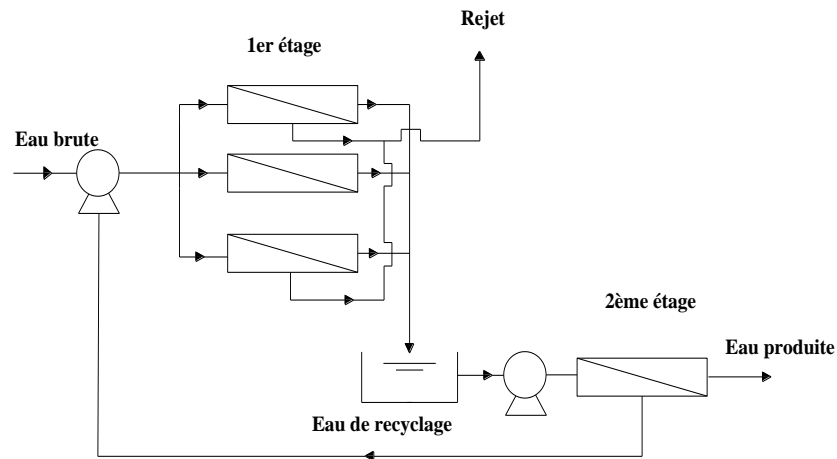 Rejet
1er étage
Eau brute
2ème étage
Eau produite
Eau de recyclage